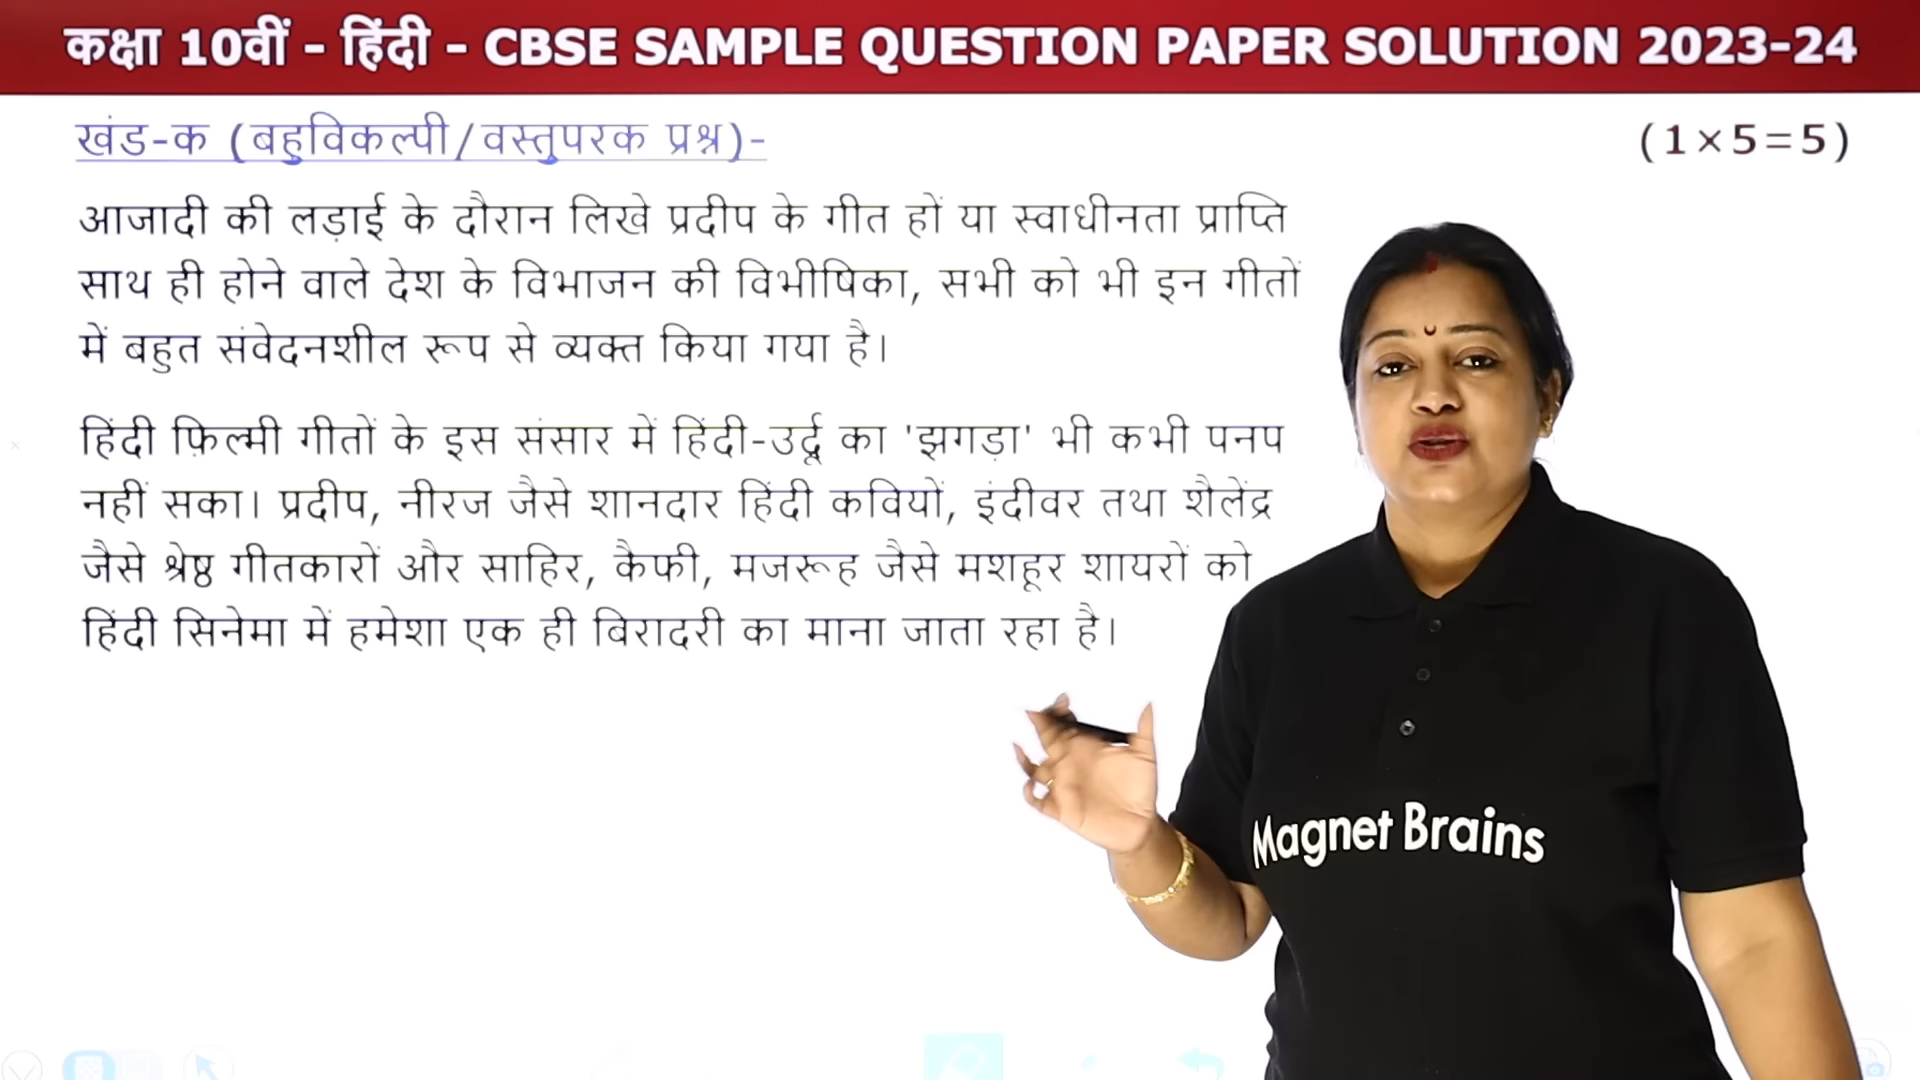 कक्षा 10वीं - हिंदी - CBSE SAMPLE QUESTION PAPER SOLUTION 2023-24
खंड-क (बहुविकल्पी/वस्तुपरक प्रश्न)-
(1×5=5)
आजादी की लड़ाई के दौरान लिखे प्रदीप के गीत हों या स्वाधीनता प्राप्ति
साथ ही होने वाले देश के विभाजन की विभीषिका, सभी को भी इन गीतों
में बहुत संवेदनशील रूप से व्यक्त किया गया है।
हिंदी फ़िल्मी गीतों के इस संसार में हिंदी-उर्दू का 'झगड़ा' भी कभी पनप
नहीं सका। प्रदीप, नीरज जैसे शानदार हिंदी कवियों, इंदीवर तथा शैलेंद्र
जैसे श्रेष्ठ गीतकारों और साहिर, कैफी, मजरूह जैसे मशहूर शायरों को
हिंदी सिनेमा में हमेशा एक ही बिरादरी का माना जाता रहा है।
Magnet Brains